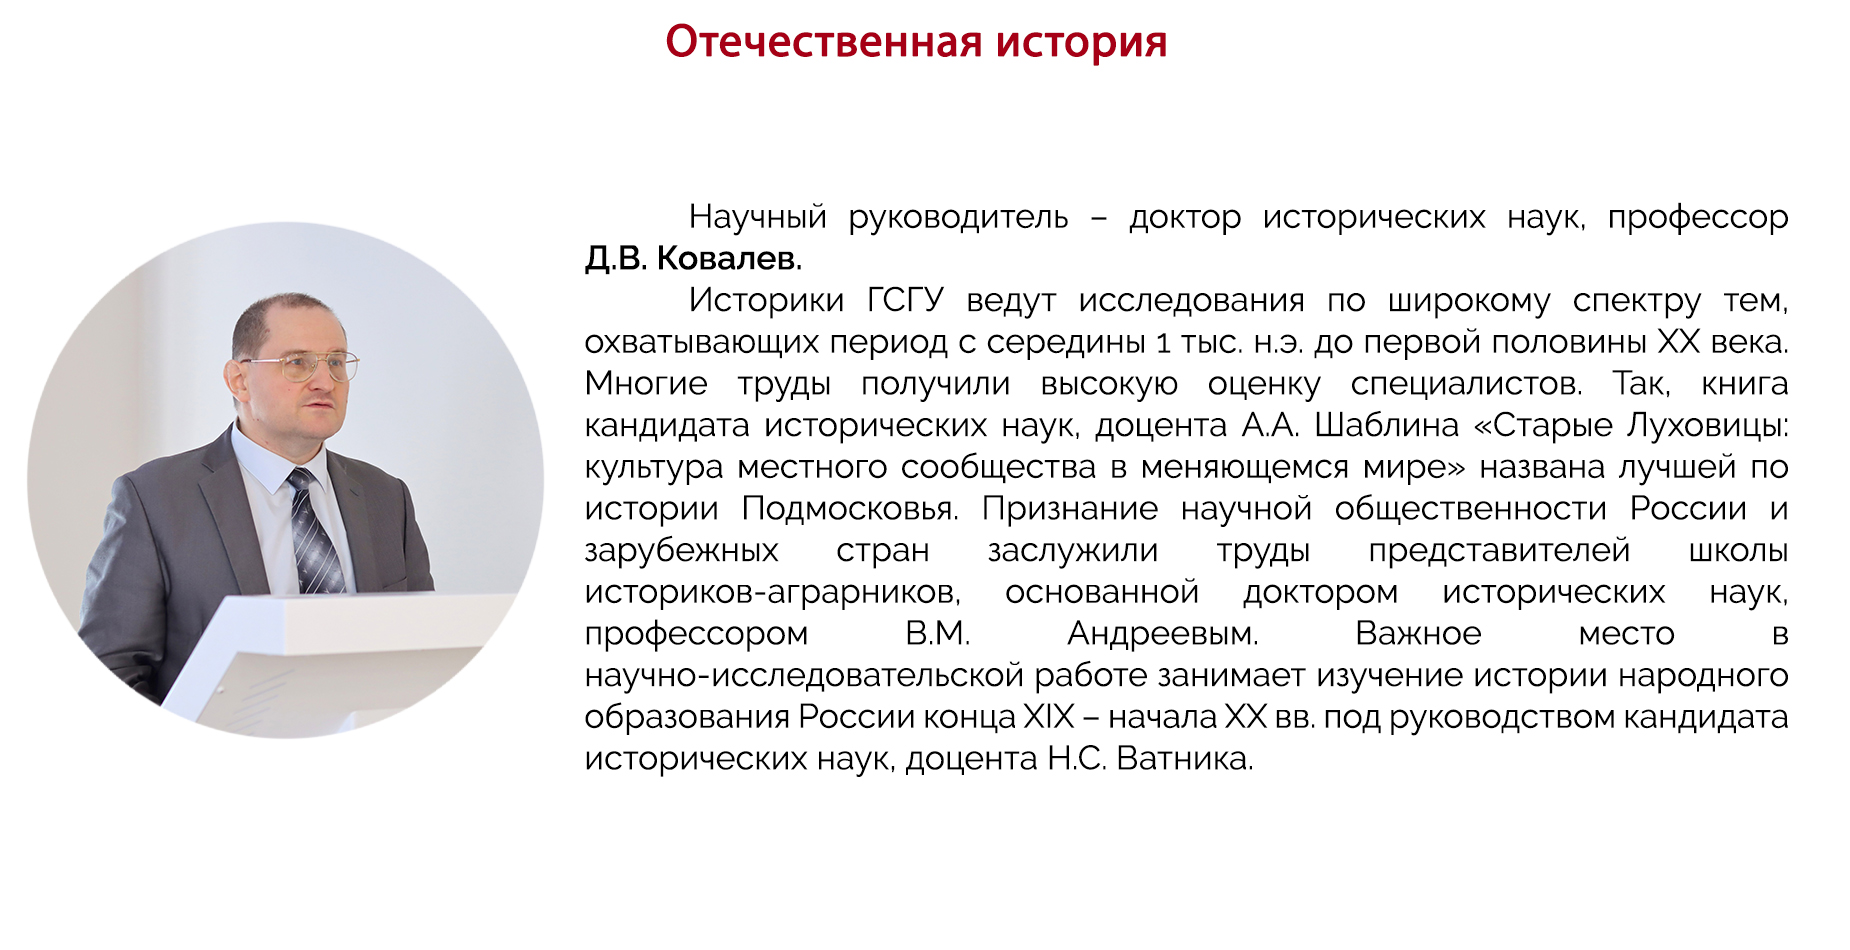 Отечественная история
Научный руководитель – доктор исторических наук, профессор
Д.В. Ковалев.
Историки ГСГУ ведут исследования по широкому спектру тем,
охватывающих период с середины 1 тыс. н.э. до первой половины XX века.
Многие труды получили высокую оценку специалистов. Так, книга
кандидата исторических наук, доцента А.А. Шаблина «Старые Луховицы:
культура местного сообщества в меняющемся мире» названа лучшей по
истории Подмосковья. Признание научной общественности России и
зарубежных стран заслужили труды представителей школы
историков-аграрников, основанной доктором исторических наук,
профессором В.М. Андреевым. Важное место в
научно-исследовательской работе занимает изучение истории народного
образования России конца XIX – начала XX вв. под руководством кандидата
исторических наук, доцента Н.С. Ватника.